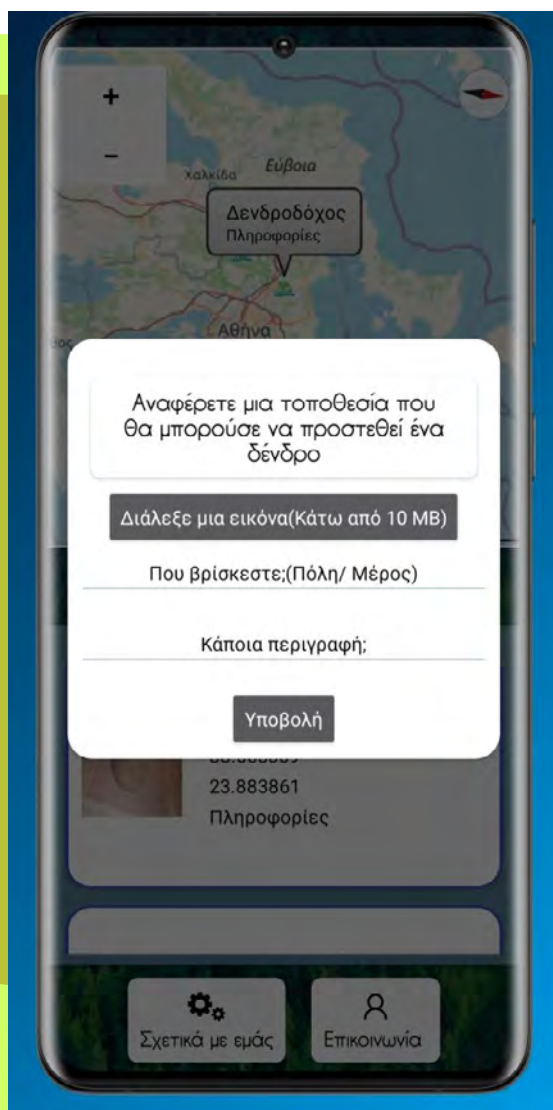 +
-
Χαλκίδα
Εύβοια
Δενδροδόχος
Πληροφορίες
Αθήνα
Αναφέρετε μια τοποθεσία που
θα μπορούσε να προστεθεί ένα
δένδρο
Διάλεξε μια εικόνα(Κάτω από 10 MB)
Που βρίσκεστε;(Πόλη/ Μέρος)
Κάποια περιγραφή;
Υποβολή
23.883861
Πληροφορίες
Σχετικά με εμάς
Επικοινωνία